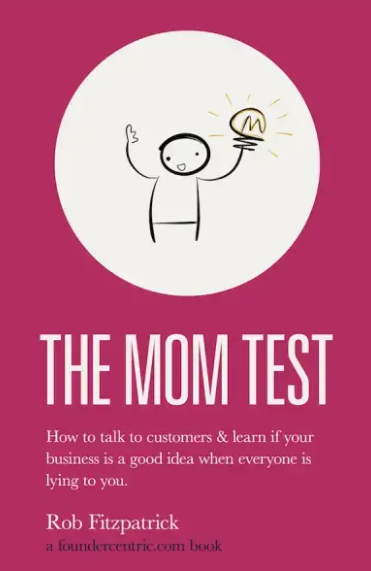 THE MOM TEST
How to talk to customers & learn if your
business is a good idea when everyone is
lying to you.
Rob Fitzpatrick
a foundercentric.com book